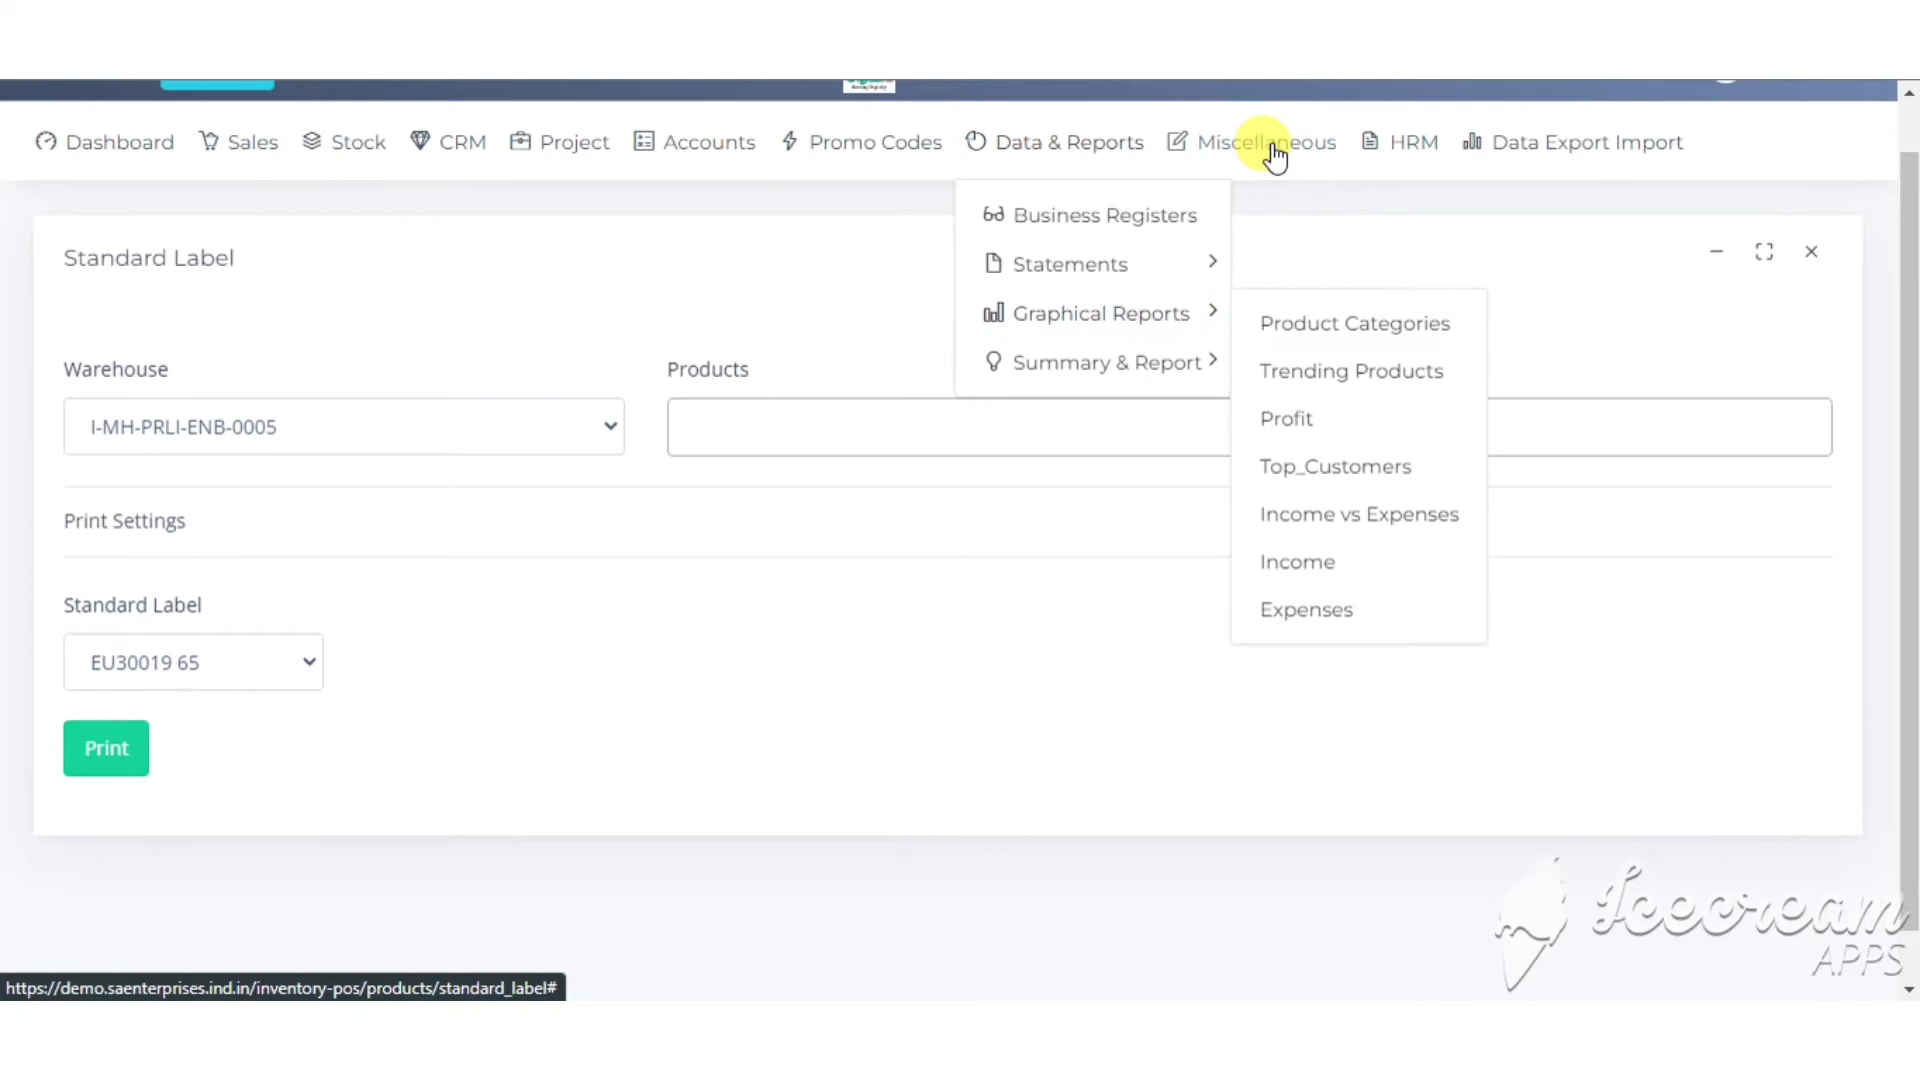 Dashboard Sales Stock CRM Project Accounts Promo Codes Data & Reports Miscellaneous HRM Data Export Import
Business Registers
Statements
Graphical Reports
Summary & Report
Product Categories
Trending Products
Profit
Top_Customers
Income vs Expenses
Income
Expenses
Standard Label
Warehouse
Products
I-MH-PRLI-ENB-0005
Print Settings
Standard Label
EU30019 65
Print
Icecream
APPS
https://demo.saenterprises.ind.in/inventory-pos/products/standard_label#